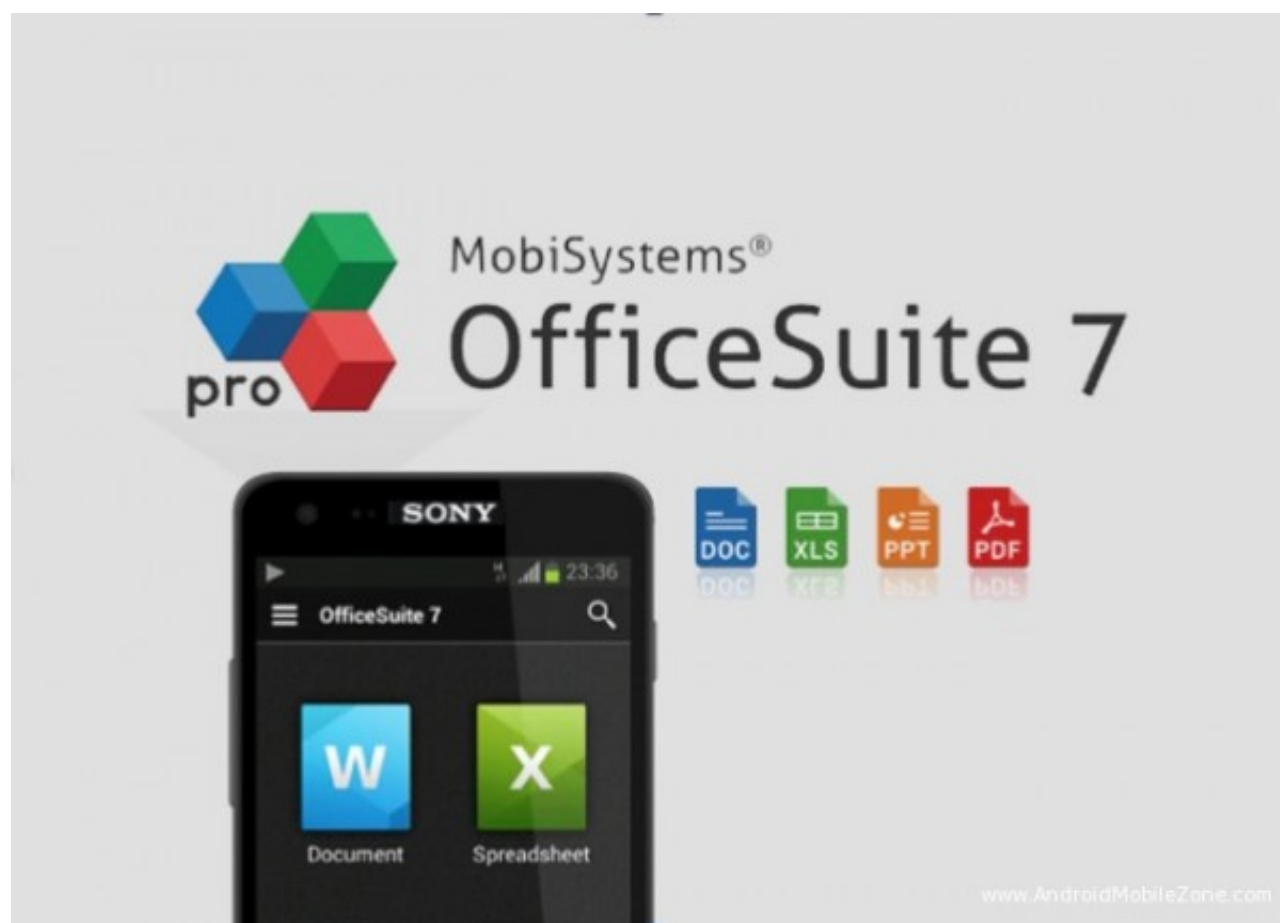 MobiSystems®
OfficeSuite 7
pro
SONY
23:36
OfficeSuite 7
DOC
XLS
PPT
PDF
W
X
Document
Spreadsheet
www.AndroidMobileZone.com